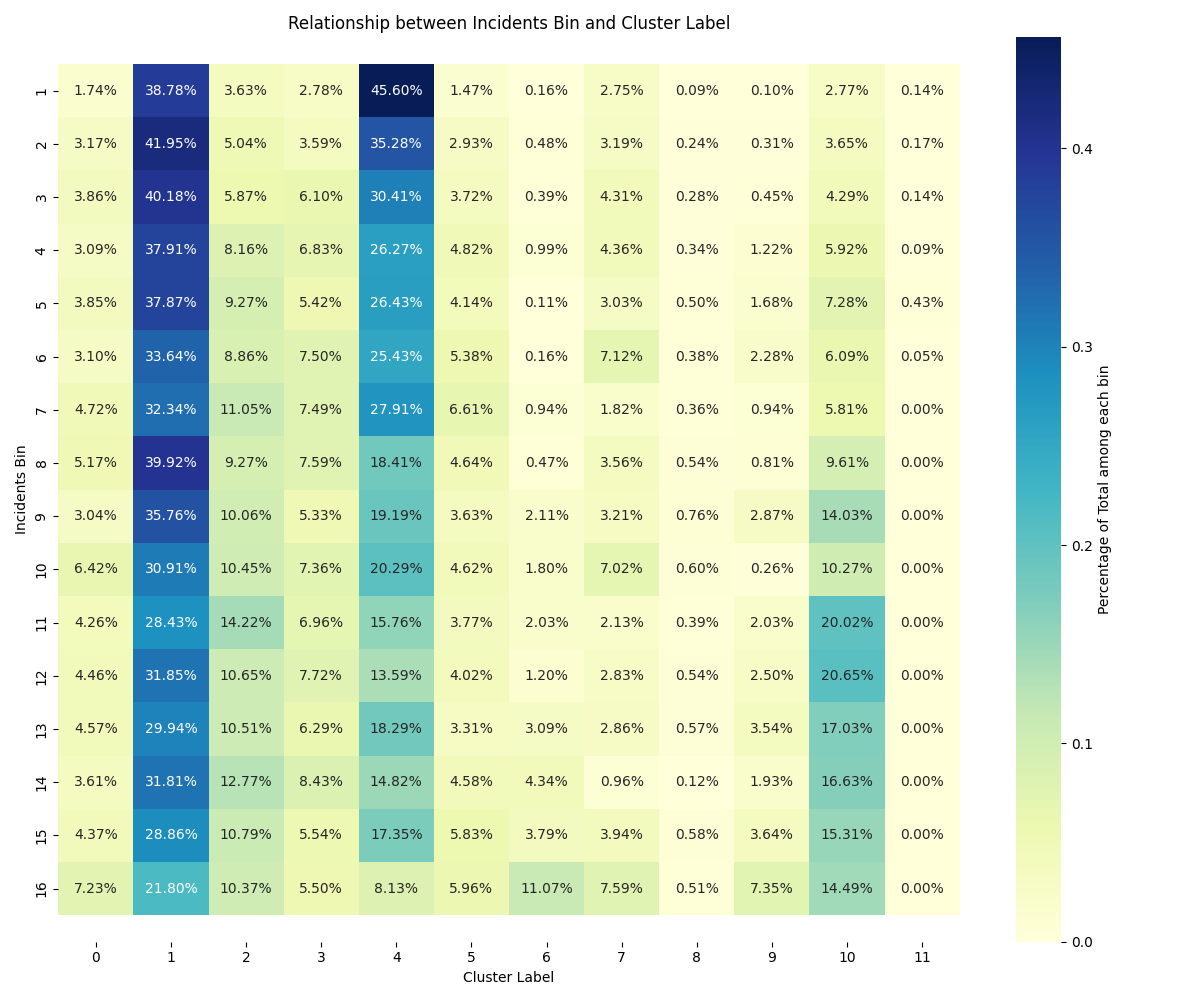 Relationship between Incidents Bin and Cluster Label
1 1.74% 38.78% 3.63% 2.78% 45.60% 1.47% 0.16% 2.75% 0.09% 0.10% 2.77% 0.14%
2 3.17% 41.95% 5.04% 3.59% 35.28% 2.93% 0.48% 3.19% 0.24% 0.31% 3.65% 0.17%
3 3.86% 40.18% 5.87% 6.10% 30.41% 3.72% 0.39% 4.31% 0.28% 0.45% 4.29% 0.14%
4 3.09% 37.91% 8.16% 6.83% 26.27% 4.82% 0.99% 4.36% 0.34% 1.22% 5.92% 0.09%
5 3.85% 37.87% 9.27% 5.42% 26.43% 4.14% 0.11% 3.03% 0.50% 1.68% 7.28% 0.43%
6 3.10% 33.64% 8.86% 7.50% 25.43% 5.38% 0.16% 7.12% 0.38% 2.28% 6.09% 0.05%
7 4.72% 32.34% 11.05% 7.49% 27.91% 6.61% 0.94% 1.82% 0.36% 0.94% 5.81% 0.00%
8 5.17% 39.92% 9.27% 7.59% 18.41% 4.64% 0.47% 3.56% 0.54% 0.81% 9.61% 0.00%
9 3.04% 35.76% 10.06% 5.33% 19.19% 3.63% 2.11% 3.21% 0.76% 2.87% 14.03% 0.00%
10 6.42% 30.91% 10.45% 7.36% 20.29% 4.62% 1.80% 7.02% 0.60% 0.26% 10.27% 0.00%
11 4.26% 28.43% 14.22% 6.96% 15.76% 3.77% 2.03% 2.13% 0.39% 2.03% 20.02% 0.00%
12 4.46% 31.85% 10.65% 7.72% 13.59% 4.02% 1.20% 2.83% 0.54% 2.50% 20.65% 0.00%
13 4.57% 29.94% 10.51% 6.29% 18.29% 3.31% 3.09% 2.86% 0.57% 3.54% 17.03% 0.00%
14 3.61% 31.81% 12.77% 8.43% 14.82% 4.58% 4.34% 0.96% 0.12% 1.93% 16.63% 0.00%
15 4.37% 28.86% 10.79% 5.54% 17.35% 5.83% 3.79% 3.94% 0.58% 3.64% 15.31% 0.00%
16 7.23% 21.80% 10.37% 5.50% 8.13% 5.96% 11.07% 7.59% 0.51% 7.35% 14.49% 0.00%
0 1 2 3 4 5 6 7 8 9 10 11
Cluster Label
Incidents Bin
0.4
0.3
0.2
0.1
0.0
Percentage of Total among each bin